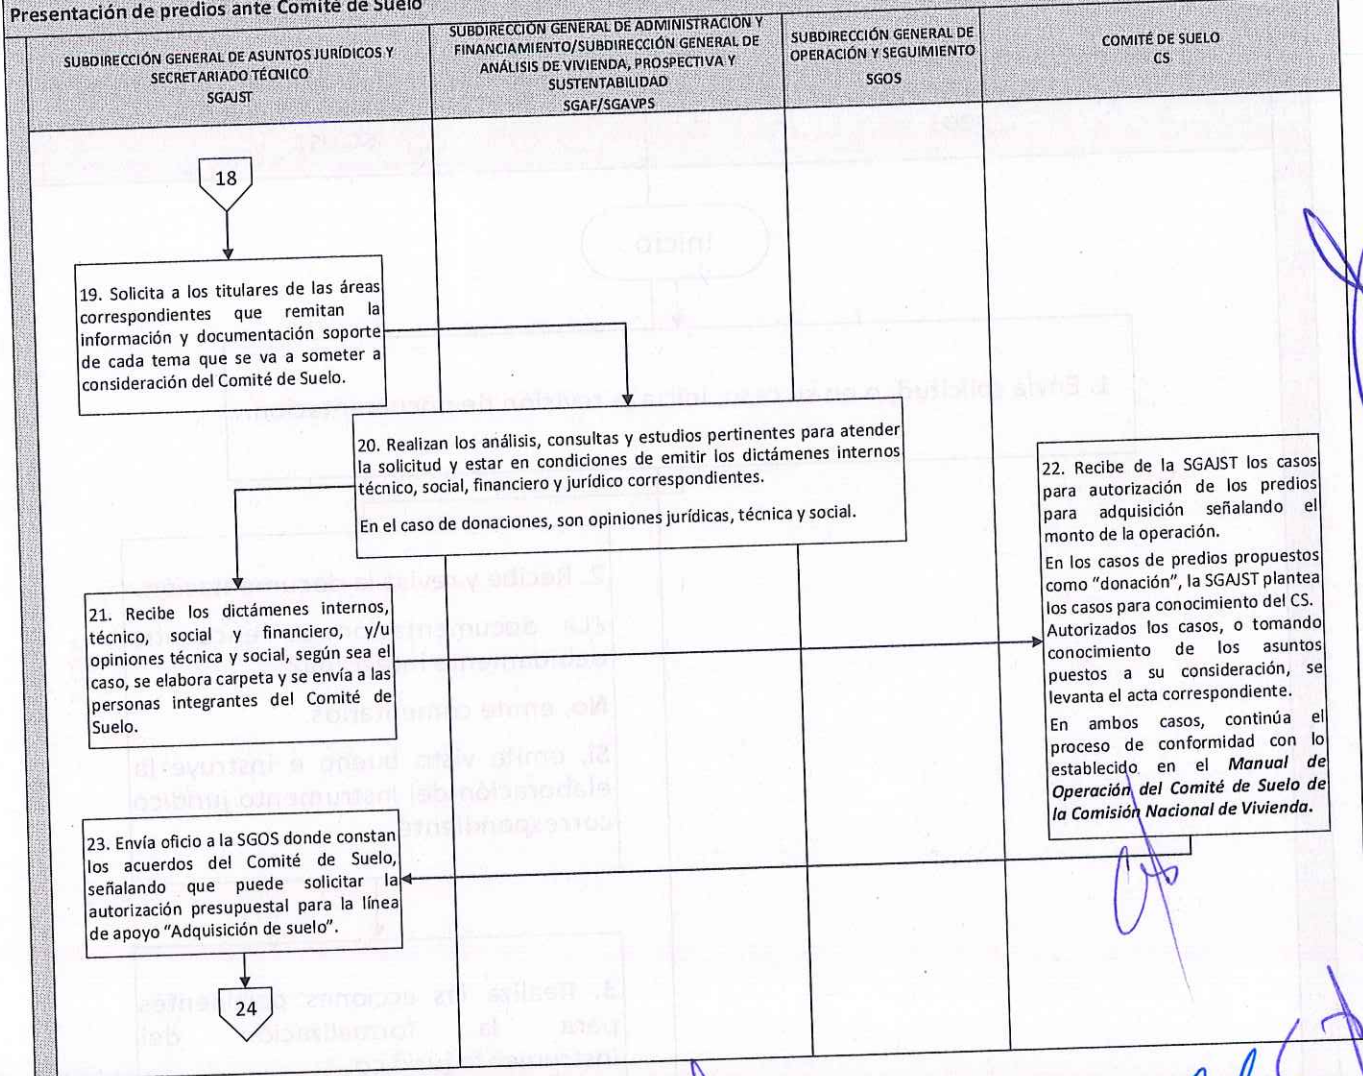 Presentación de predios ante Comité de Suelo
SUBDIRECCIÓN GENERAL DE ASUNTOS JURÍDICOS Y
SECRETARIADO TÉCNICO
SGAJST
SUBDIRECCIÓN GENERAL DE ADMINISTRACIÓN Y
FINANCIAMIENTO/SUBDIRECCIÓN GENERAL DE
ANÁLISIS DE VIVIENDA, PROSPECTIVA Y
SUSTENTABILIDAD
SGAF/SGAVPS
SUBDIRECCIÓN GENERAL DE
OPERACIÓN Y SEGUIMIENTO
SGOS
COMITÉ DE SUELO
CS
18
19. Solicita a los titulares de las áreas
correspondientes que remitan la
información y documentación soporte
de cada tema que se va a someter a
consideración del Comité de Suelo.
20. Realizan los análisis, consultas y estudios pertinentes para atender
la solicitud y estar en condiciones de emitir los dictámenes internos
técnico, social, financiero y jurídico correspondientes.
En el caso de donaciones, son opiniones jurídicas, técnica y social.
21. Recibe los dictámenes internos,
técnico, social y financiero, y/u
opiniones técnica y social, según sea el
caso, se elabora carpeta y se envía a las
personas integrantes del Comité de
Suelo.
22. Recibe de la SGAJST los casos
para autorización de los predios
para adquisición señalando el
monto de la operación.
En los casos de predios propuestos
como "donación", la SGAJST plantea
los casos para conocimiento del CS.
Autorizados los casos, o tomando
conocimiento de los asuntos
puestos a su consideración, se
levanta el acta correspondiente.
En ambos casos, continúa el
proceso de conformidad con lo
establecido en el Manual de
Operación del Comité de Suelo de
la Comisión Nacional de Vivienda.
23. Envía oficio a la SGOS donde constan
los acuerdos del Comité de Suelo,
señalando que puede solicitar la
autorización presupuestal para la línea
de apoyo "Adquisición de suelo".
24